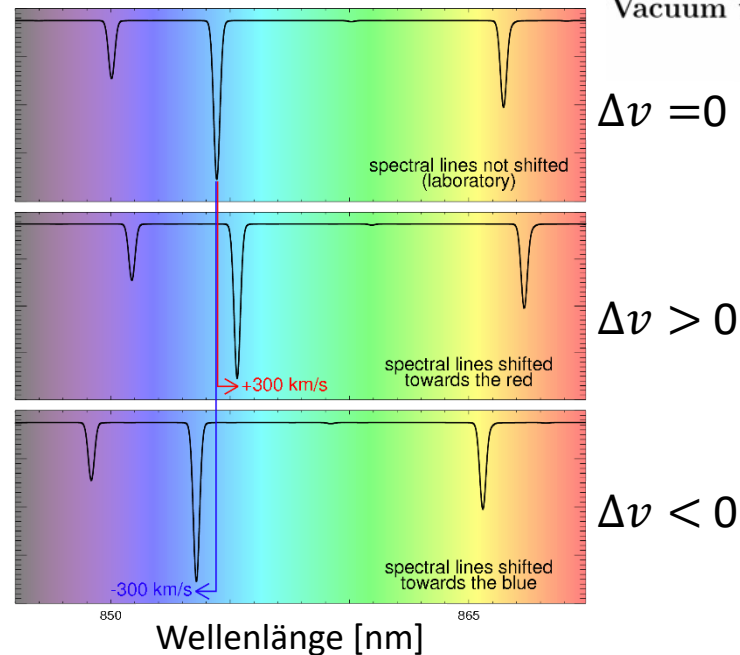 Vacuum
Δv =0
spectral lines not shifted
(laboratory)
Δv > 0
spectral lines shifted
towards the red
+300 km/s
Δv < 0
spectral lines shifted
towards the blue
-300 km/s
850
865
Wellenlänge [nm]